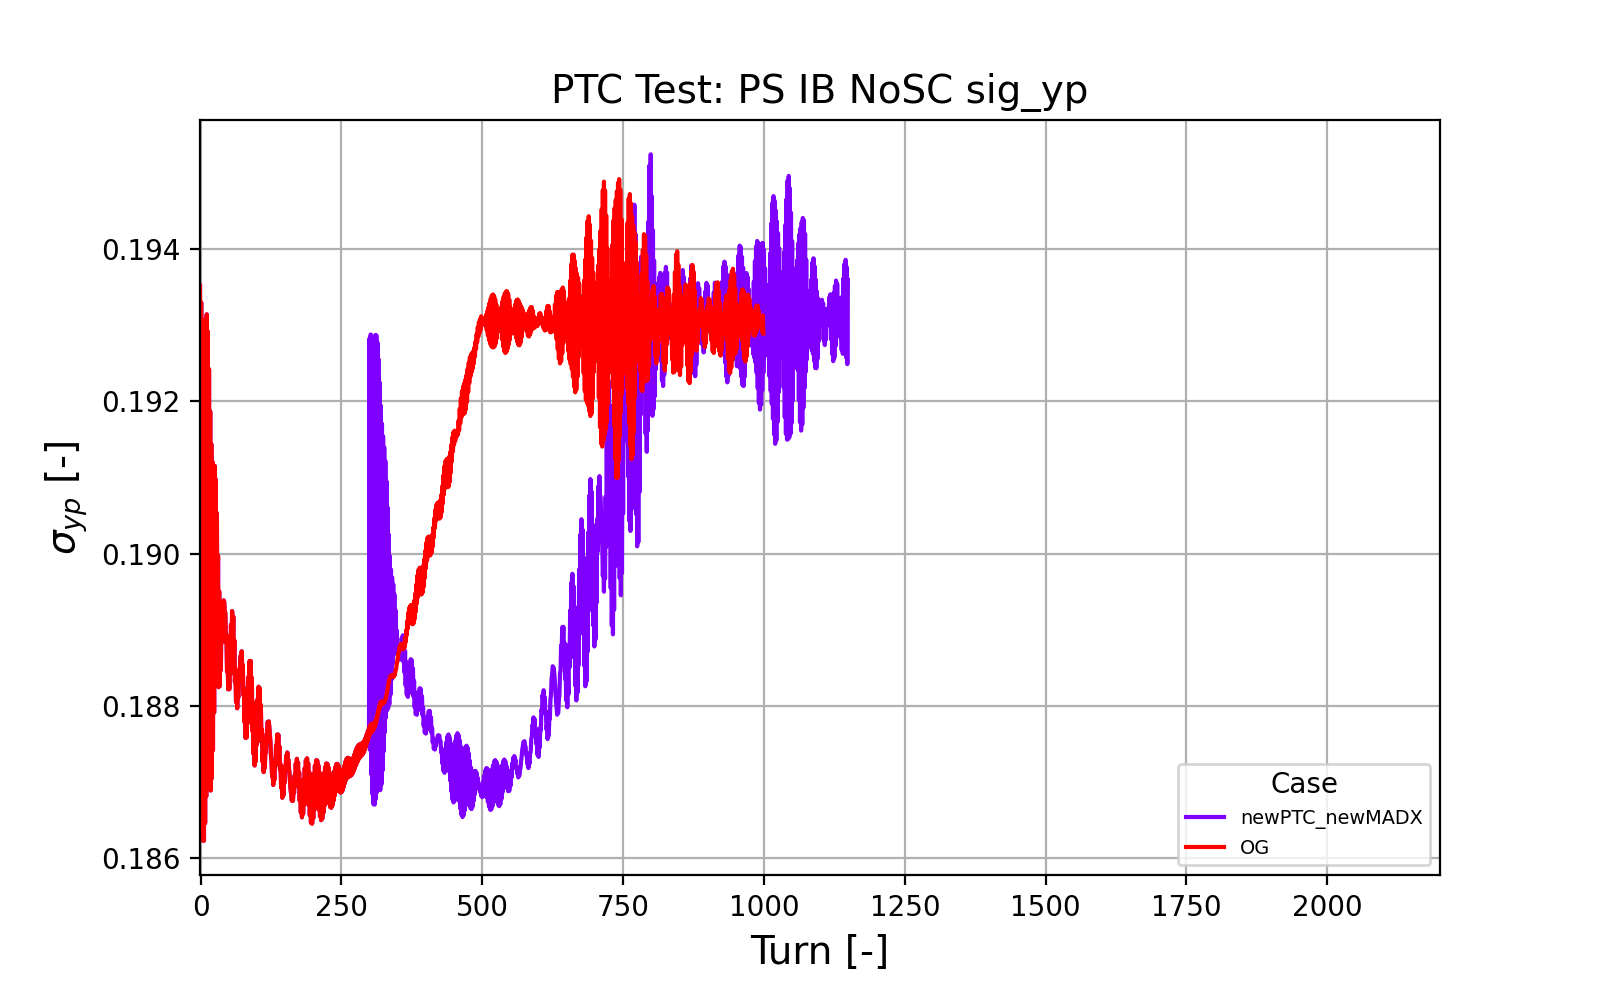 PTC Test: PS IB NoSC sig_yp
σyp [-]
0.194
0.192
0.190
0.188
0.186
0 250 500 750 1000 1250 1500 1750 2000
Turn [-]
Case
newPTC_newMADX
OG